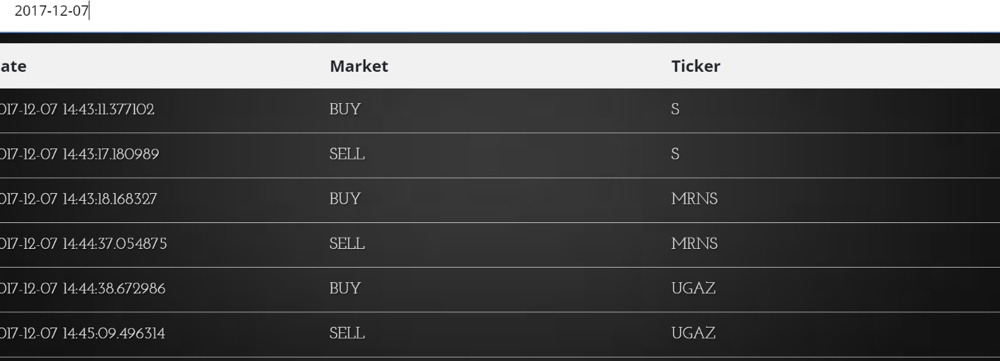 2017-12-07
ate Market Ticker
017-12-07 14:43:11.377102 BUY S
017-12-07 14:43:17.180989 SELL S
017-12-07 14:43:18.168327 BUY MRNS
017-12-07 14:44:37.054875 SELL MRNS
017-12-07 14:44:38.672986 BUY UGAZ
017-12-07 14:45:09.496314 SELL UGAZ